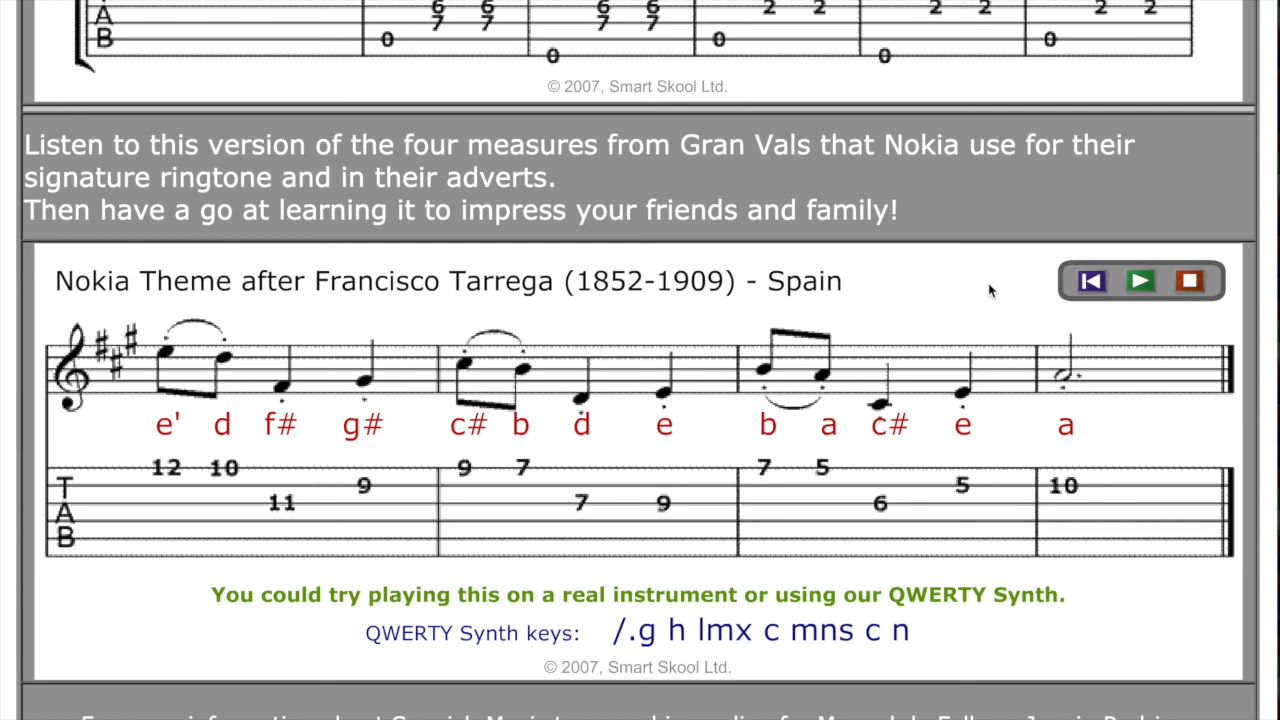 6 6 6 6 2 2 2 2 2 2
A 7 7 7 7
B 0 0 0
0 0
© 2007, Smart Skool Ltd.
Listen to this version of the four measures from Gran Vals that Nokia use for their
signature ringtone and in their adverts.
Then have a go at learning it to impress your friends and family!
Nokia Theme after Francisco Tarrega (1852-1909) - Spain
e' d f# g# c# b d e b a c# e a
12 10 9 7 7 5
T 9 5 10
A 11 7 9 6
B
You could try playing this on a real instrument or using our QWERTY Synth.
QWERTY Synth keys: /.g h lmx c mns c n
© 2007, Smart Skool Ltd.